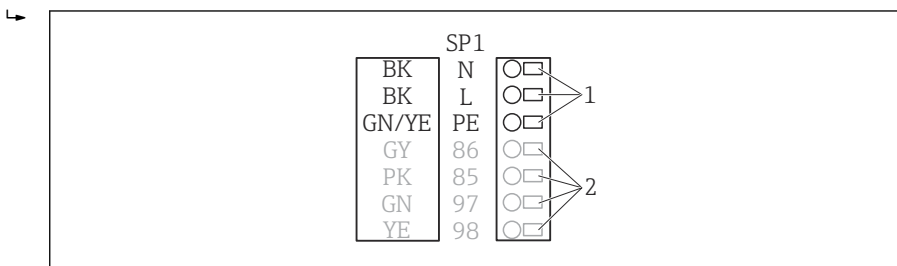 SP1
BK N
BK L 1
GN/YE PE
GY 86
PK 85 2
GN 97
YE 98